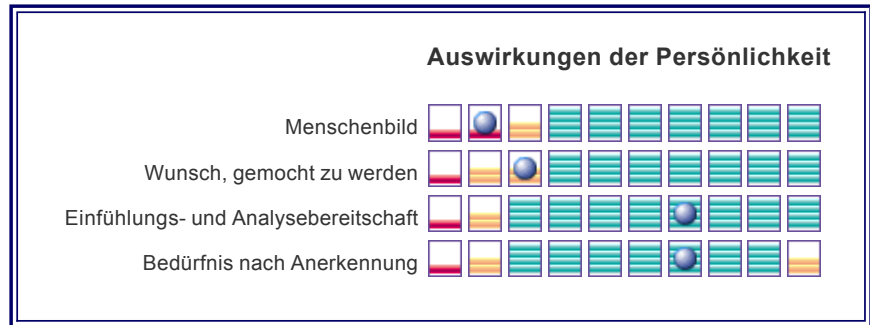 Auswirkungen der Persönlichkeit
Menschenbild
Wunsch, gemocht zu werden
Einfühlungs- und Analysebereitschaft
Bedürfnis nach Anerkennung